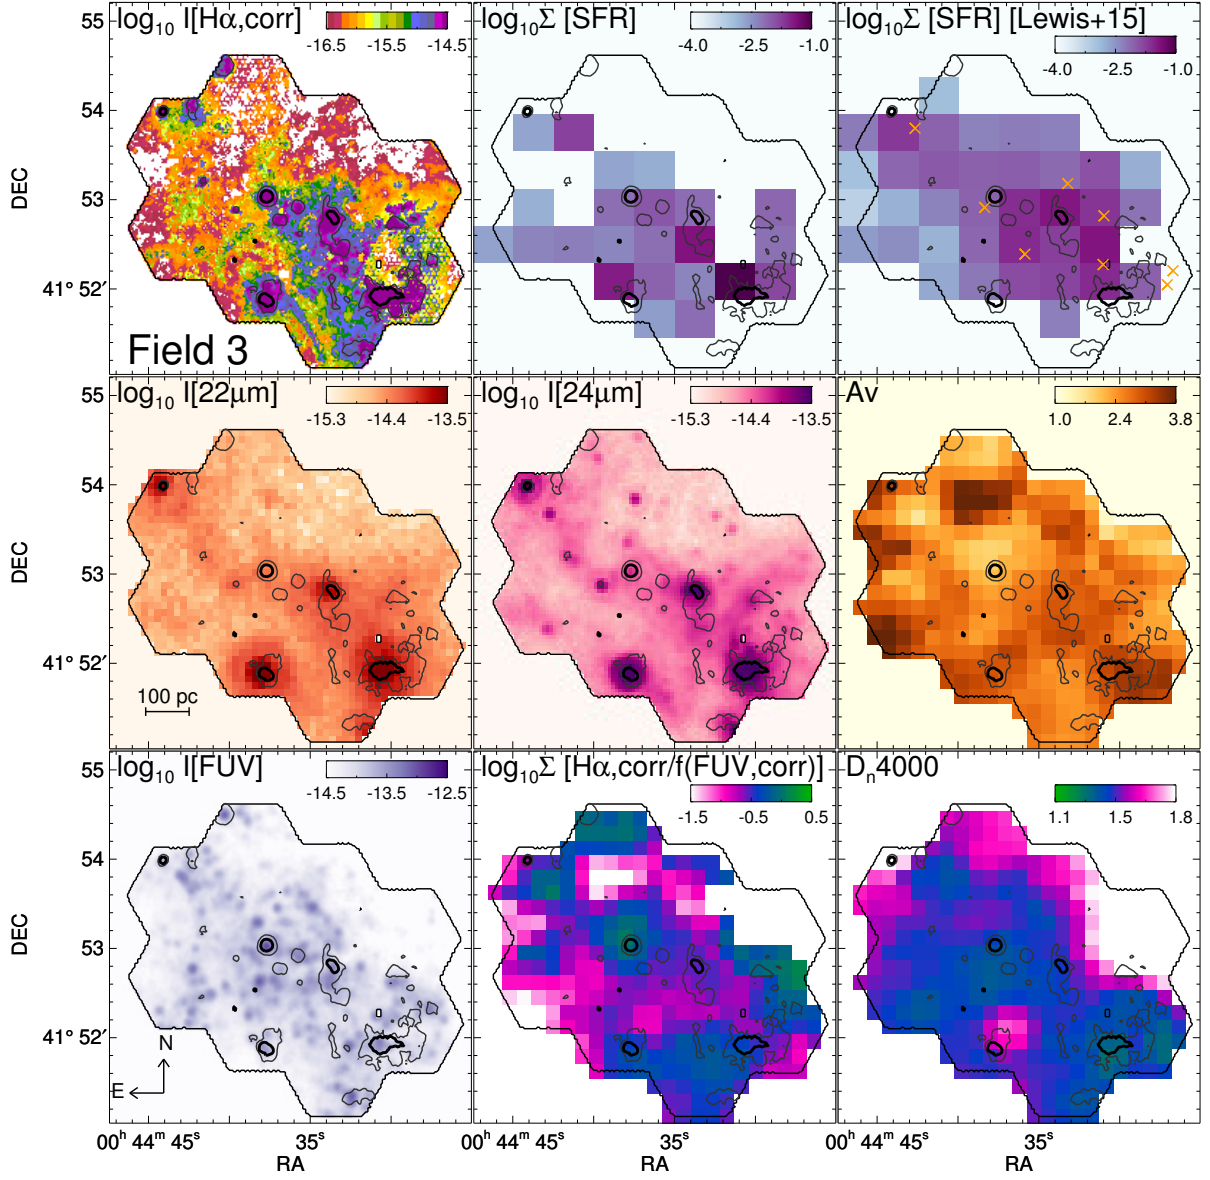 log₁₀ I[Hα,corr]
-16.5 -15.5 -14.5
log₁₀Σ [SFR]
-4.0 -2.5 -1.0
log₁₀Σ [SFR] [Lewis+15]
-4.0 -2.5 -1.0
55
54
53
41° 52′
DEC
Field 3
log₁₀ I[22μm]
-15.3 -14.4 -13.5
log₁₀ I[24μm]
-15.3 -14.4 -13.5
Av
1.0 2.4 3.8
55
54
53
41° 52′
DEC
100 pc
log₁₀ I[FUV]
-14.5 -13.5 -12.5
log₁₀Σ [Hα,corr/f(FUV,corr)]
-1.5 -0.5 0.5
Dₙ4000
1.1 1.5 1.8
55
54
53
41° 52′
DEC
N
E
00ʰ 44ᵐ 45ˢ 35ˢ
RA
00ʰ 44ᵐ 45ˢ 35ˢ
RA
00ʰ 44ᵐ 45ˢ 35ˢ
RA